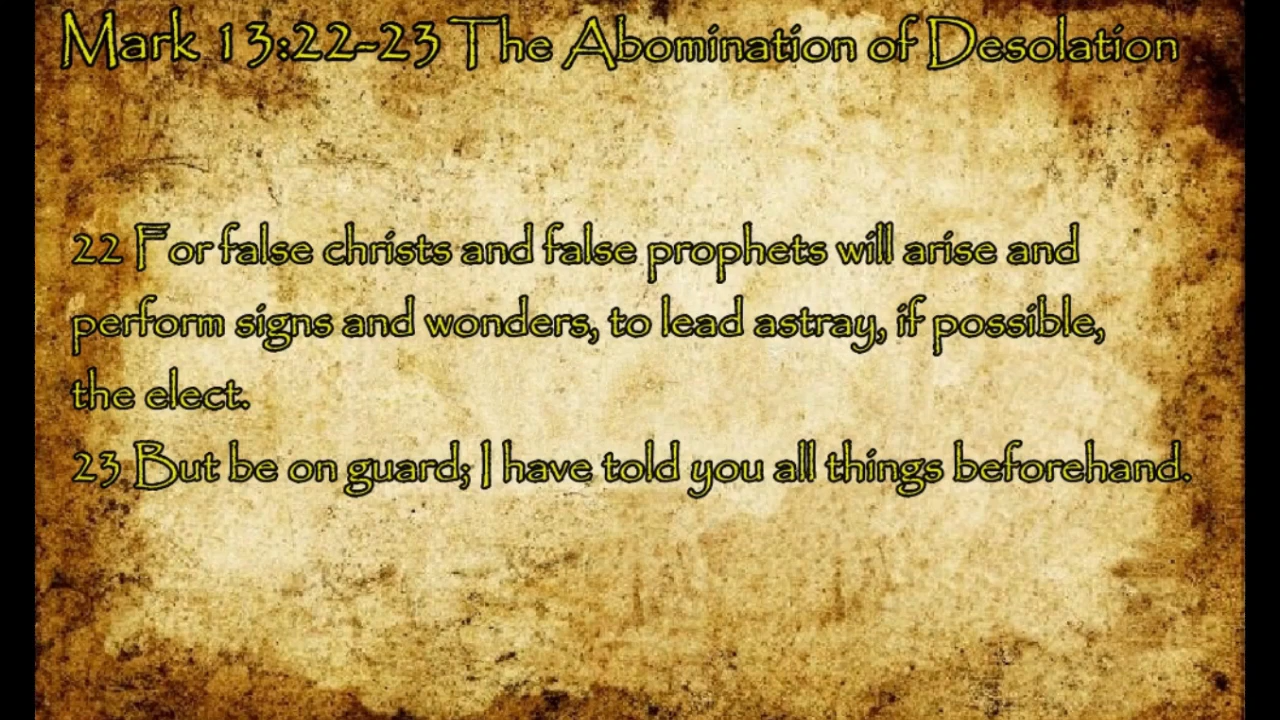 Mark 13:22-23 The Abomination of Desolation
22 For false christs and false prophets will arise and
perform signs and wonders, to lead astray, if possible,
the elect.
23 But be on guard; I have told you all things beforehand.